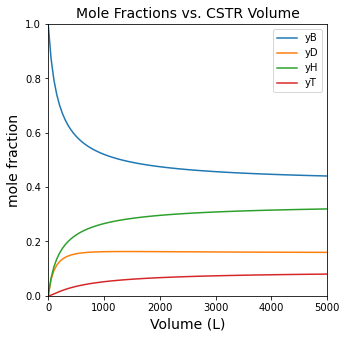 Mole Fractions vs. CSTR Volume
mole fraction
1.0
0.8
0.6
0.4
0.2
0.0
yB
yD
yH
yT
0 1000 2000 3000 4000 5000
Volume (L)